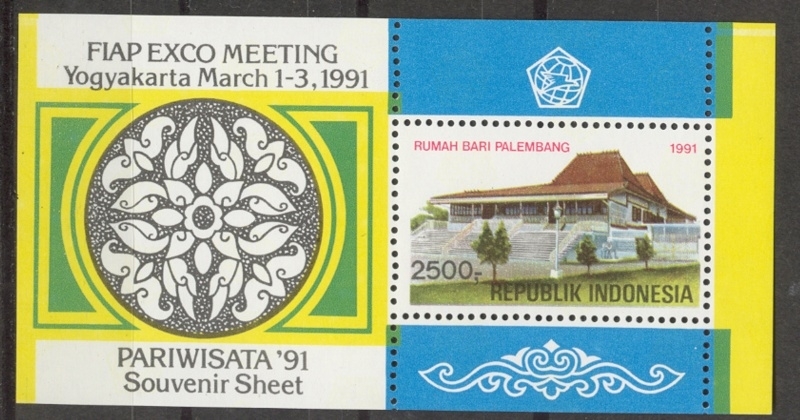 FIAP EXCO MEETING
Yogyakarta March 1-3, 1991
PARIWISATA '91
Souvenir Sheet
RUMAH BARI PALEMBANG 1991
2500,-
REPUBLIK INDONESIA